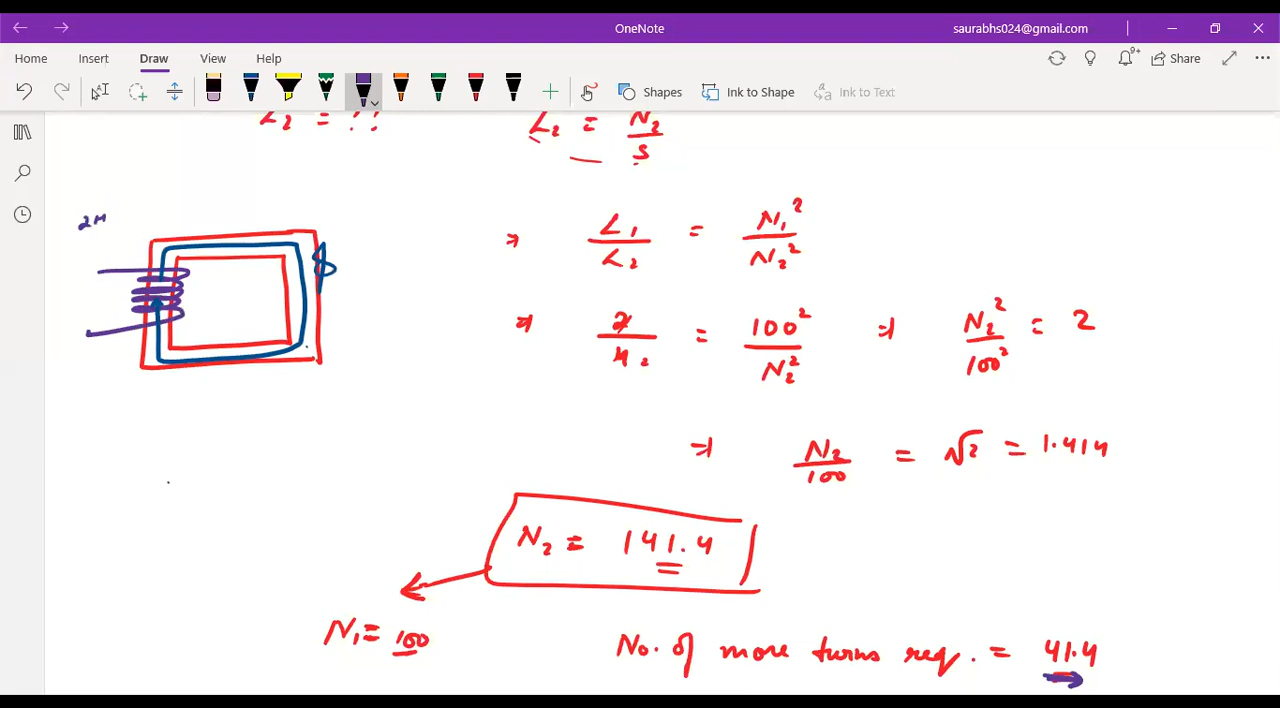 OneNote
saurabhs024@gmail.com
Home Insert Draw View Help
Share
Shapes Ink to Shape Ink to Text
L₂ = ?? L₂ = N₂/S
2H
⇒ L₁/L₂ = N₁²/N₂²
⇒ 2/4₂ = 100²/N₂² ⇒ N₂²/100² = 2
⇒ N₂/100 = √2 = 1.414
N₂ = 141.4
N₁ = 100
No. of more turns req. = 41.4